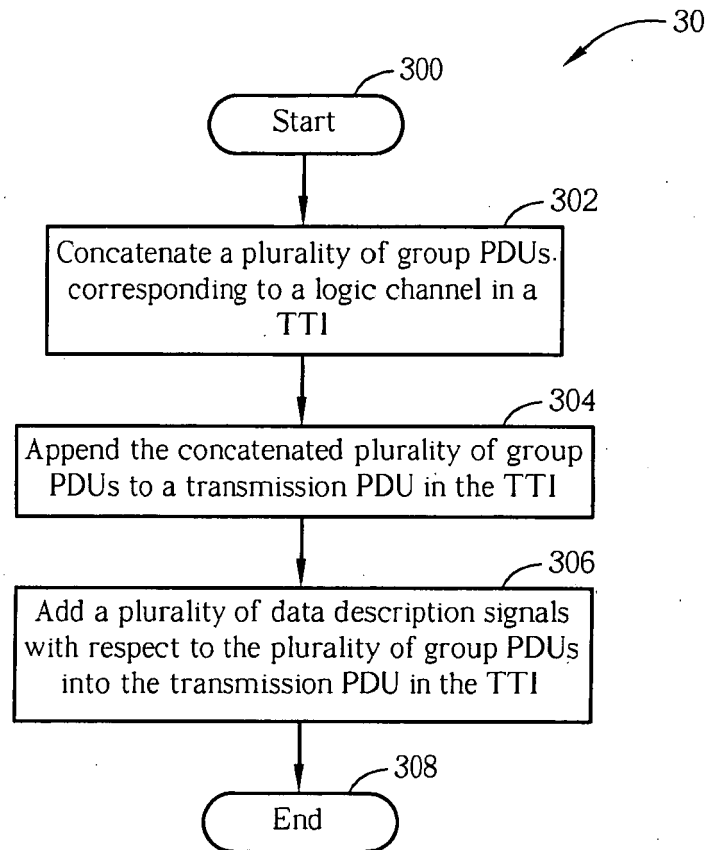 30
300
Start
302
Concatenate a plurality of group PDUs
corresponding to a logic channel in a
TTI
304
Append the concatenated plurality of group
PDUs to a transmission PDU in the TTI
306
Add a plurality of data description signals
with respect to the plurality of group PDUs
into the transmission PDU in the TTI
308
End